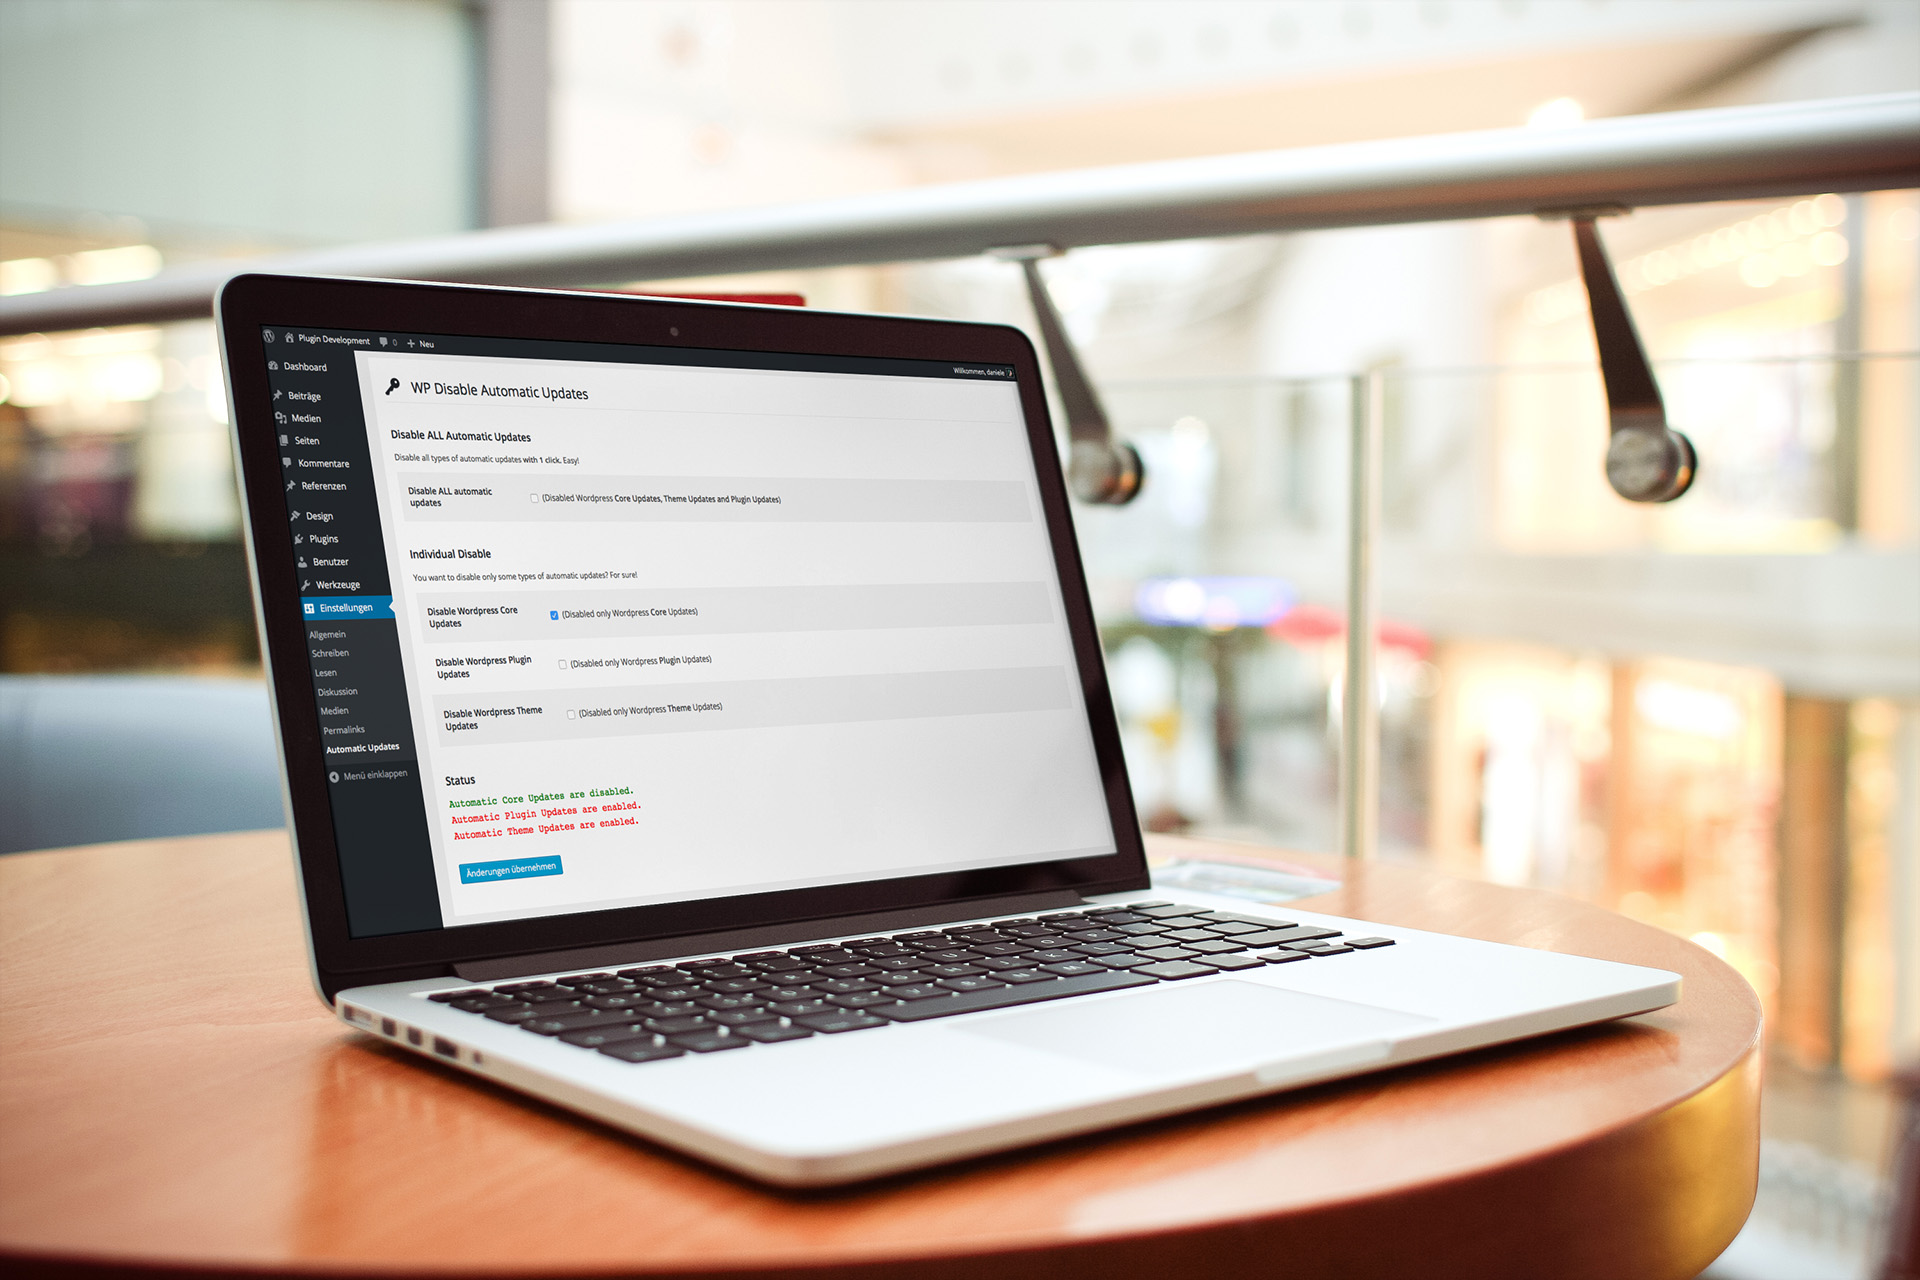 Plugin Development 0 + Neu
Willkommen, daniele
Dashboard
Beiträge
Medien
Seiten
Kommentare
Referenzen
Design
Plugins
Benutzer
Werkzeuge
Einstellungen
Allgemein
Schreiben
Lesen
Diskussion
Medien
Permalinks
Automatic Updates
Menü einklappen
WP Disable Automatic Updates
Disable ALL Automatic Updates
Disable all types of automatic updates with 1 click. Easy!
Disable ALL automatic
updates
(Disabled Wordpress Core Updates, Theme Updates and Plugin Updates)
Individual Disable
You want to disable only some types of automatic updates? For sure!
Disable Wordpress Core
Updates
(Disabled only Wordpress Core Updates)
Disable Wordpress Plugin
Updates
(Disabled only Wordpress Plugin Updates)
Disable Wordpress Theme
Updates
(Disabled only Wordpress Theme Updates)
Status
Automatic Core Updates are disabled.
Automatic Plugin Updates are enabled.
Automatic Theme Updates are enabled.
Änderungen übernehmen